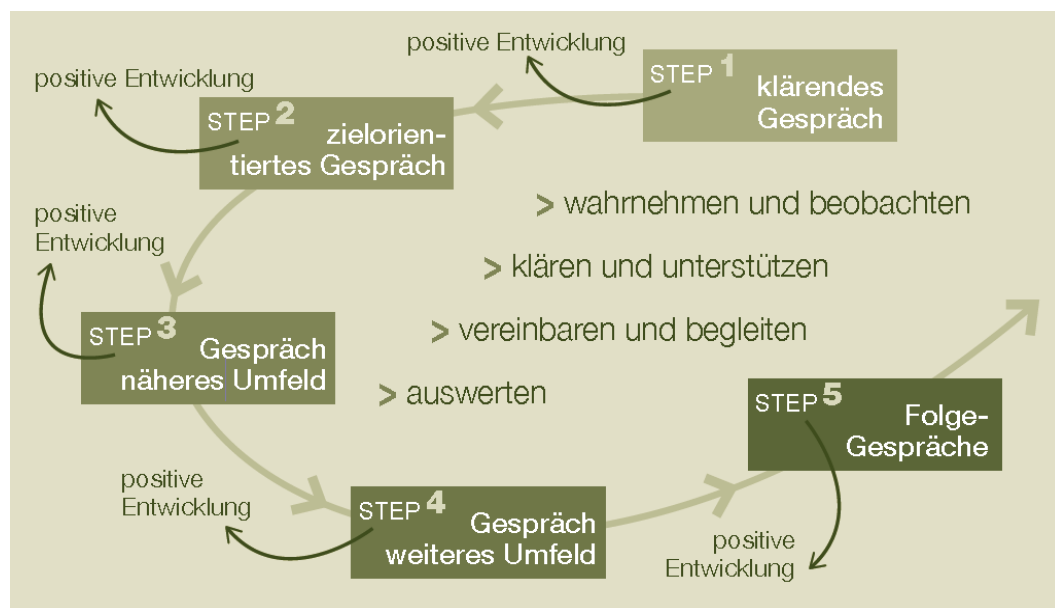 positive Entwicklung
STEP 1
klärendes
Gespräch
positive Entwicklung
STEP 2
zielorien-
tiertes Gespräch
> wahrnehmen und beobachten
positive
Entwicklung
> klären und unterstützen
STEP 3
Gespräch
näheres Umfeld
> vereinbaren und begleiten
> auswerten
STEP 5
Folge-
Gespräche
positive
Entwicklung
STEP 4
Gespräch
weiteres Umfeld
positive
Entwicklung